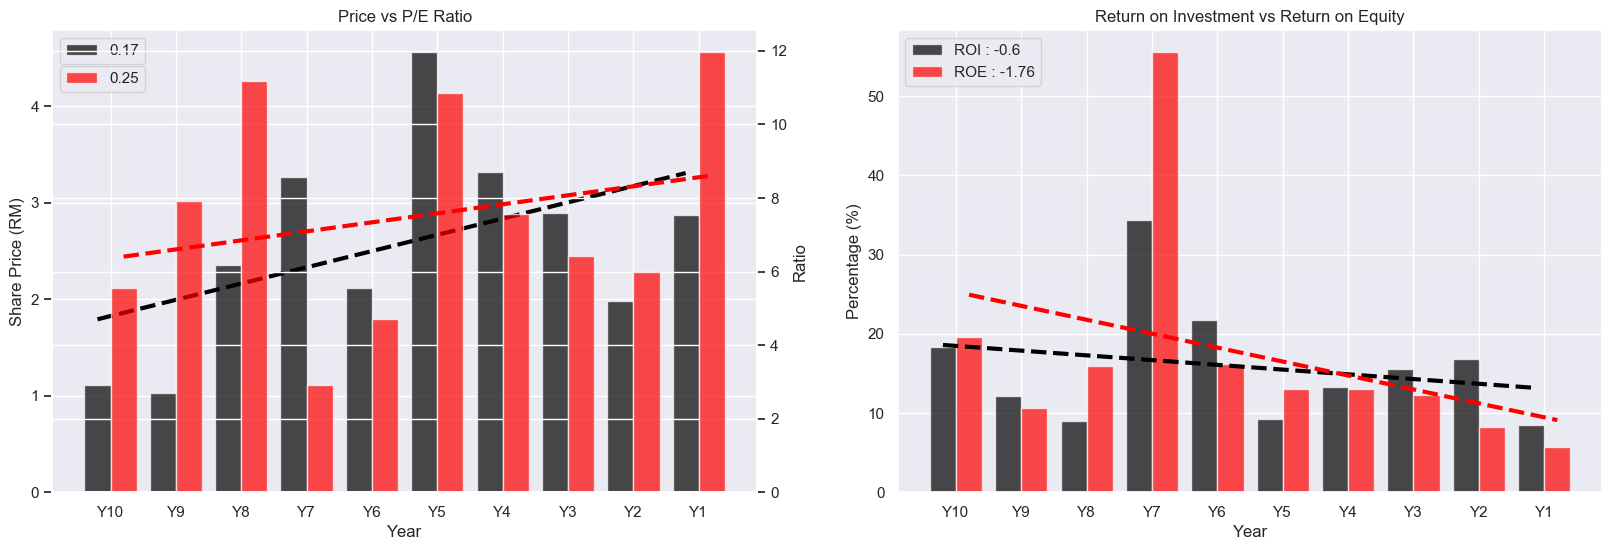 Price vs P/E Ratio
0.17
0.25
Share Price (RM)
4
3
2
1
0
12
10
8
6
4
2
0
Ratio
Y10 Y9 Y8 Y7 Y6 Y5 Y4 Y3 Y2 Y1
Year
Return on Investment vs Return on Equity
ROI : -0.6
ROE : -1.76
Percentage (%)
50
40
30
20
10
0
Y10 Y9 Y8 Y7 Y6 Y5 Y4 Y3 Y2 Y1
Year